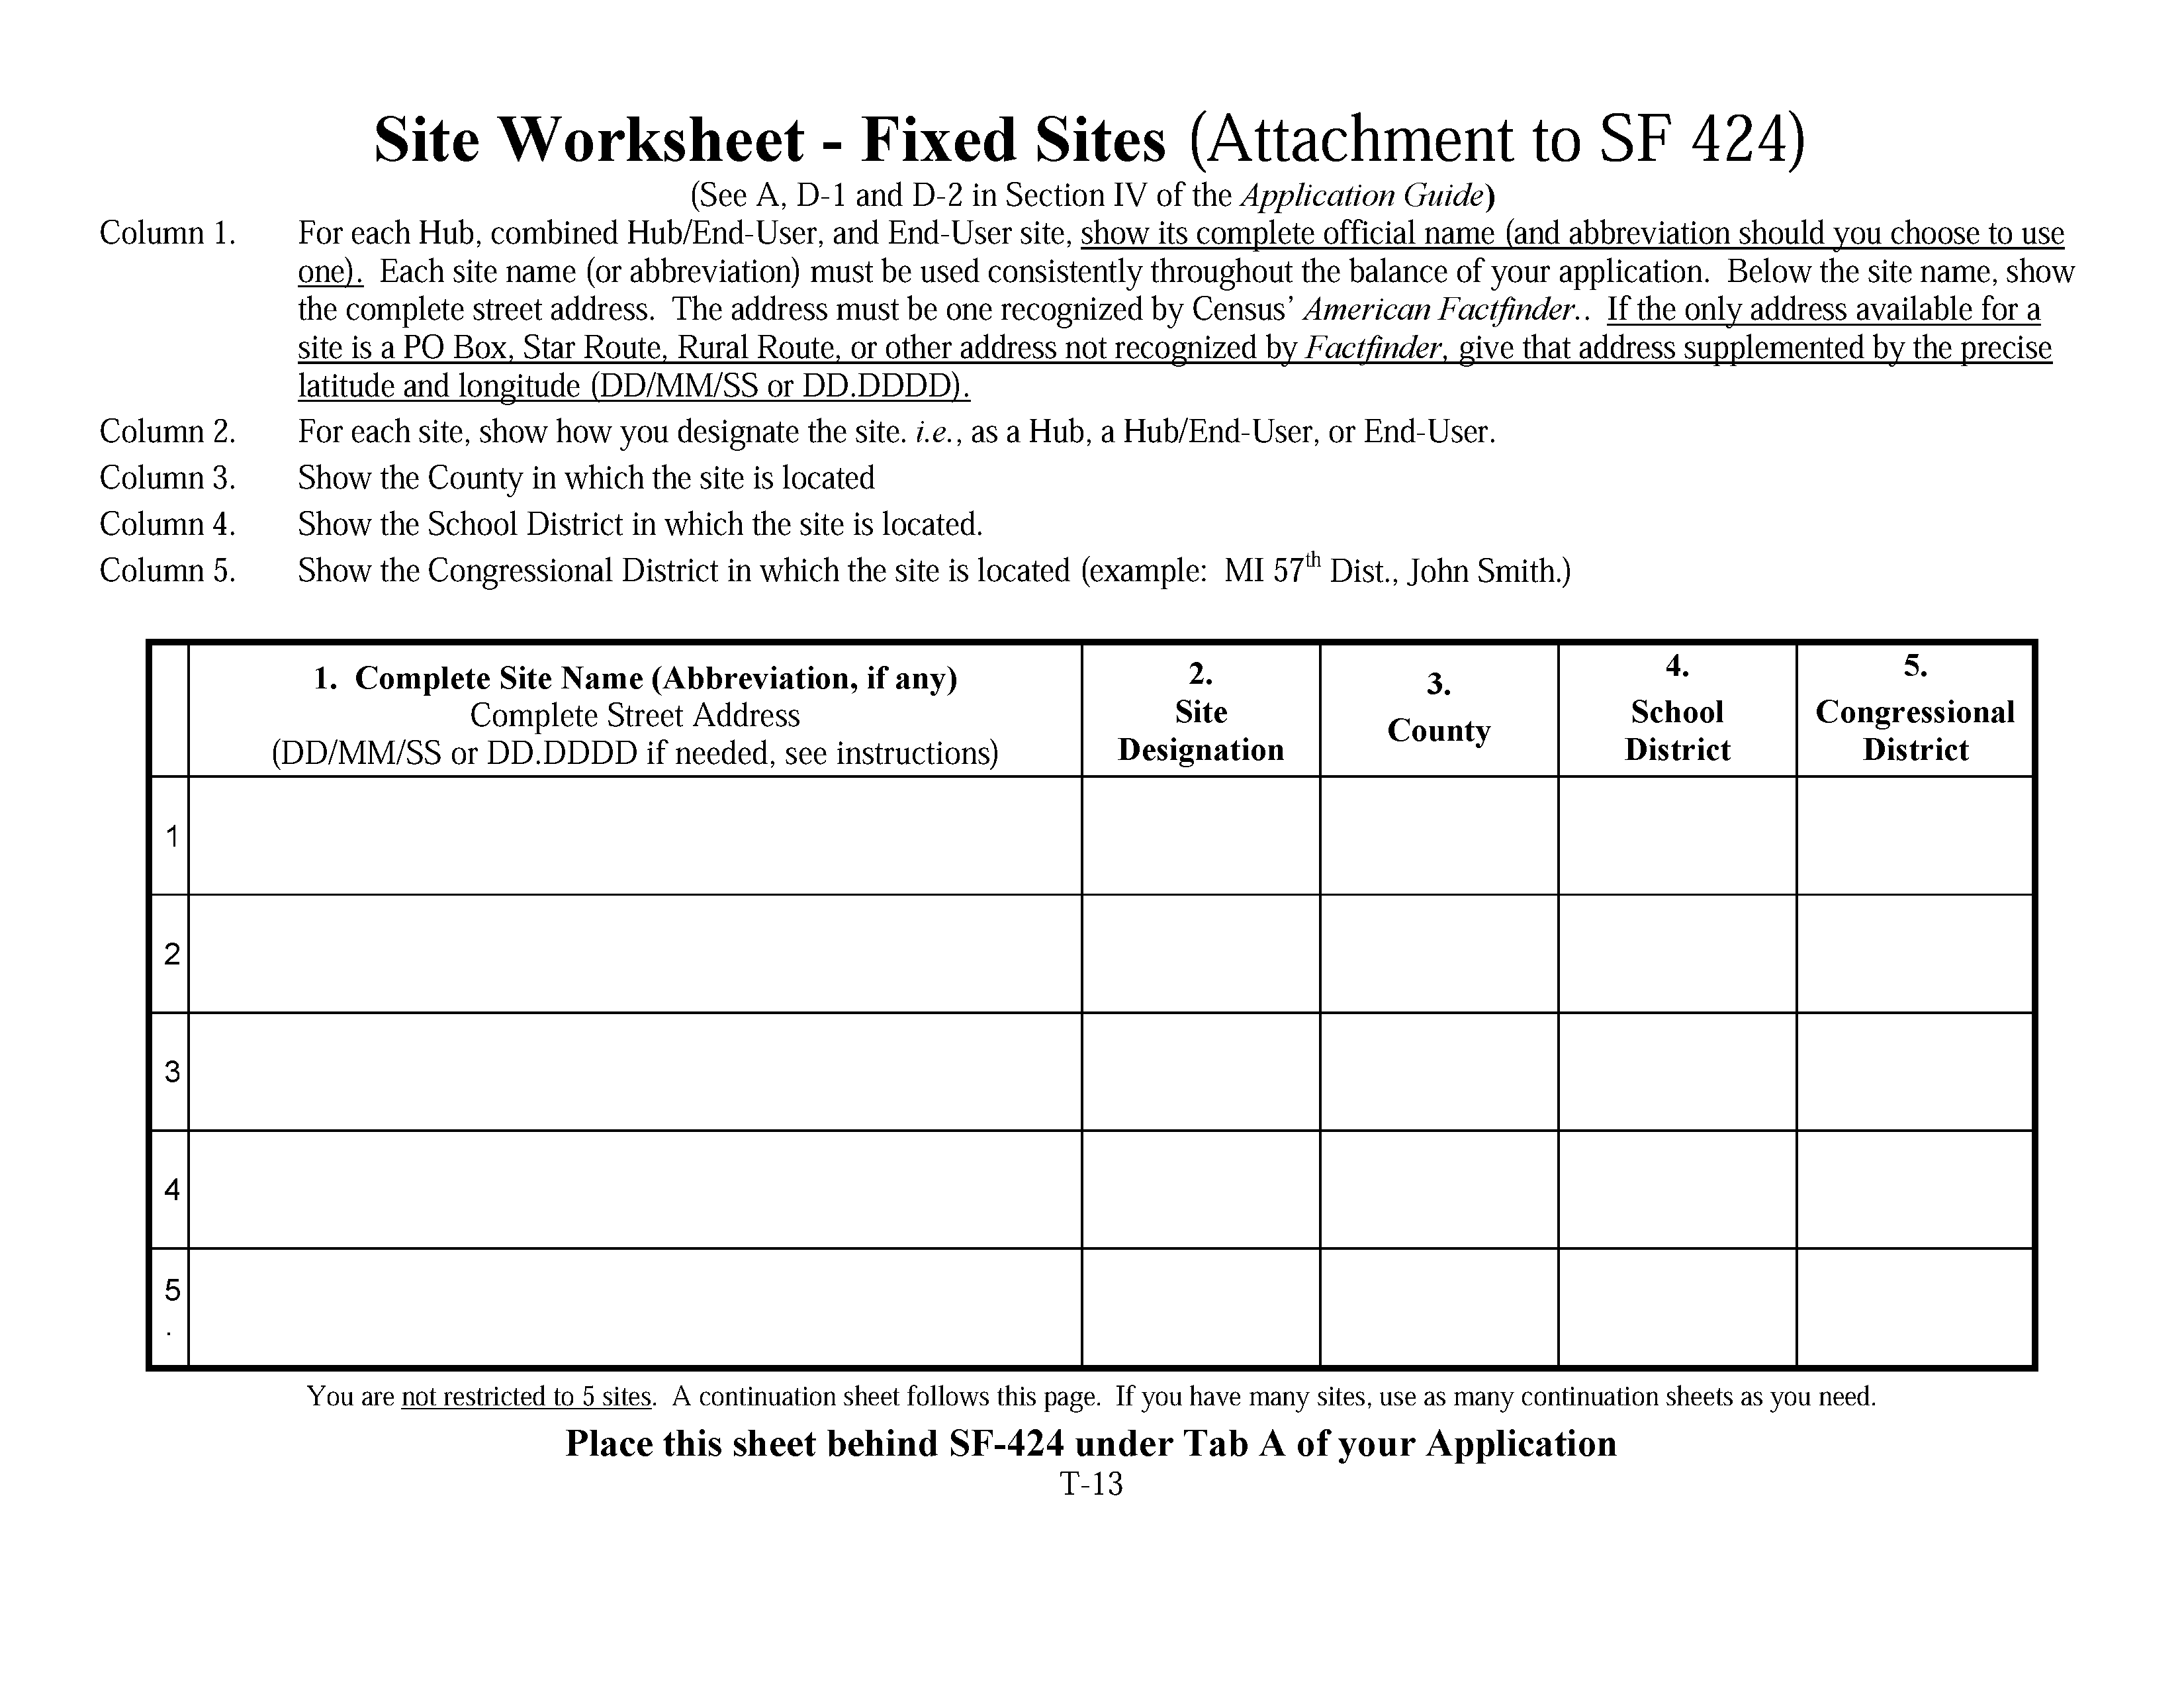 Site Worksheet - Fixed Sites (Attachment to SF 424)
(See A, D-1 and D-2 in Section IV of the Application Guide)
Column 1. For each Hub, combined Hub/End-User, and End-User site, show its complete official name (and abbreviation should you choose to use
one). Each site name (or abbreviation) must be used consistently throughout the balance of your application. Below the site name, show
the complete street address. The address must be one recognized by Census’ American Factfinder.. If the only address available for a
site is a PO Box, Star Route, Rural Route, or other address not recognized by Factfinder, give that address supplemented by the precise
latitude and longitude (DD/MM/SS or DD.DDDD).
Column 2. For each site, show how you designate the site. i.e., as a Hub, a Hub/End-User, or End-User.
Column 3. Show the County in which the site is located
Column 4. Show the School District in which the site is located.
Column 5. Show the Congressional District in which the site is located (example: MI 57th Dist., John Smith.)
1. Complete Site Name (Abbreviation, if any)
Complete Street Address
(DD/MM/SS or DD.DDDD if needed, see instructions)
2.
Site
Designation
3.
County
4.
School
District
5.
Congressional
District
1
2
3
4
5
.
You are not restricted to 5 sites. A continuation sheet follows this page. If you have many sites, use as many continuation sheets as you need.
Place this sheet behind SF-424 under Tab A of your Application
T-13